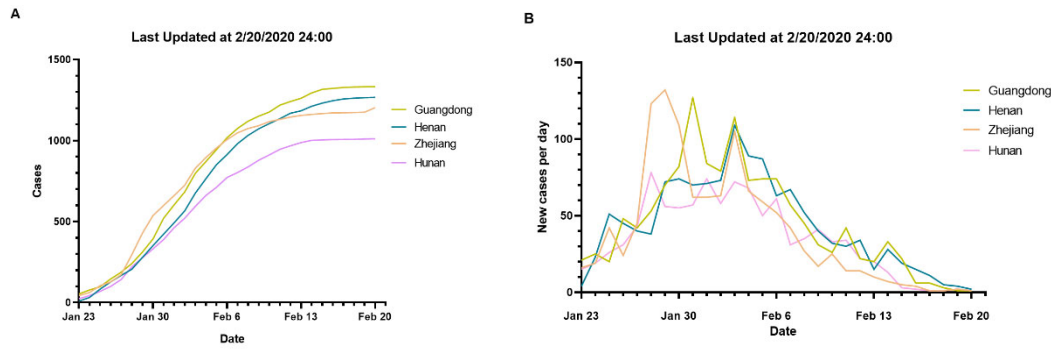 A
Last Updated at 2/20/2020 24:00
1500
1000
500
0
Cases
Jan 23
Jan 30
Feb 6
Feb 13
Feb 20
Date
Guangdong
Henan
Zhejiang
Hunan
B
Last Updated at 2/20/2020 24:00
150
100
50
0
New cases per day
Jan 23
Jan 30
Feb 6
Feb 13
Feb 20
Date
Guangdong
Henan
Zhejiang
Hunan